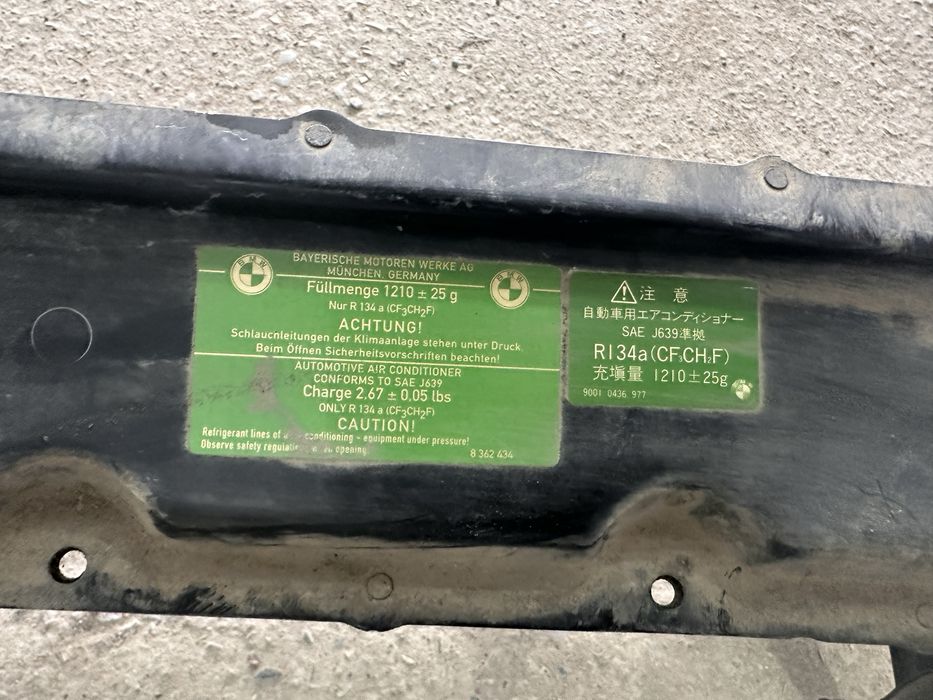 BAYERISCHE MOTOREN WERKE AG
MÜNCHEN, GERMANY
BMW
BMW
Füllmenge 1210 ± 25 g
Nur R 134 a (CF3CH2F)
ACHTUNG!
Schlauchleitungen der Klimaanlage stehen unter Druck.
Beim Öffnen Sicherheitsvorschriften beachten!
AUTOMOTIVE AIR CONDITIONER
CONFORMS TO SAE J639
Charge 2.67 ± 0,05 lbs
ONLY R 134 a (CF3CH2F)
CAUTION!
Refrigerant lines of conditioning - equipment under pressure!
Observe safety opening
8 362 434
注 意
自動車用エアコンディショナー
SAE J639準拠
R134a(CF3CH2F)
充塡量 1210±25g
9001 0436 977